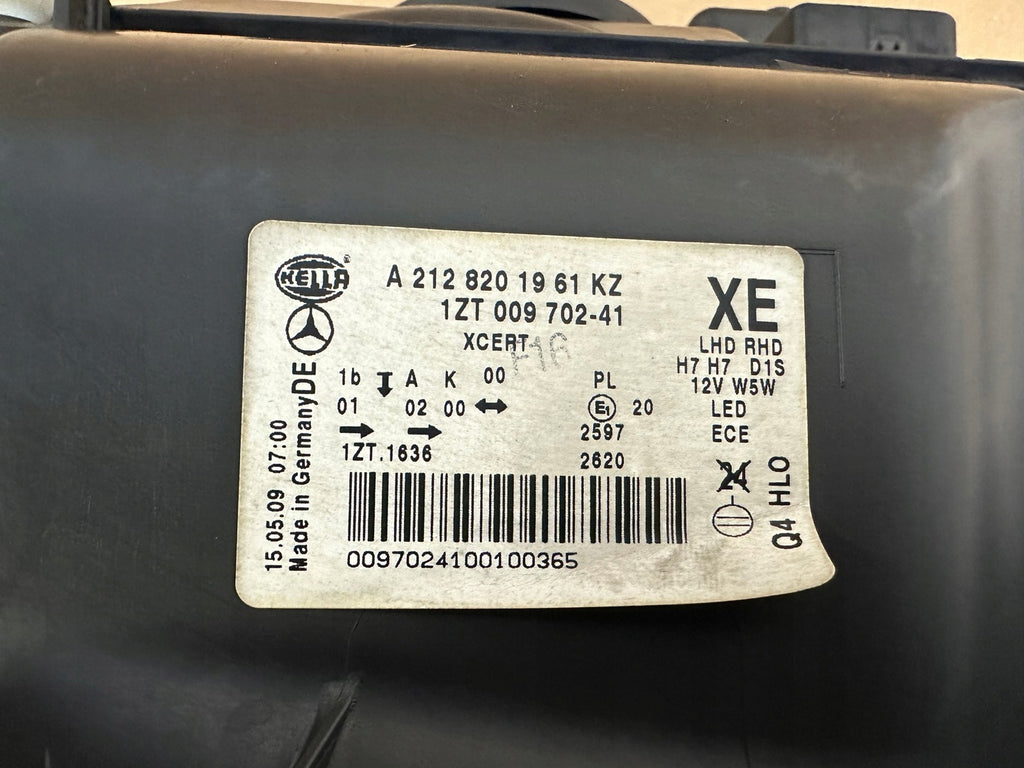 HELLA ®
A 212 820 19 61 KZ
1ZT 009 702-41
XCERT
XE
LHD RHD
H7 H7 D1S
12V W5W
LED
ECE
1b A K 00
01 02 00
1ZT.1636
PL
E1 20
2597
2620
24
Q4 HLO
15.05.09 07:00
Made in Germany DE
0097024100100365